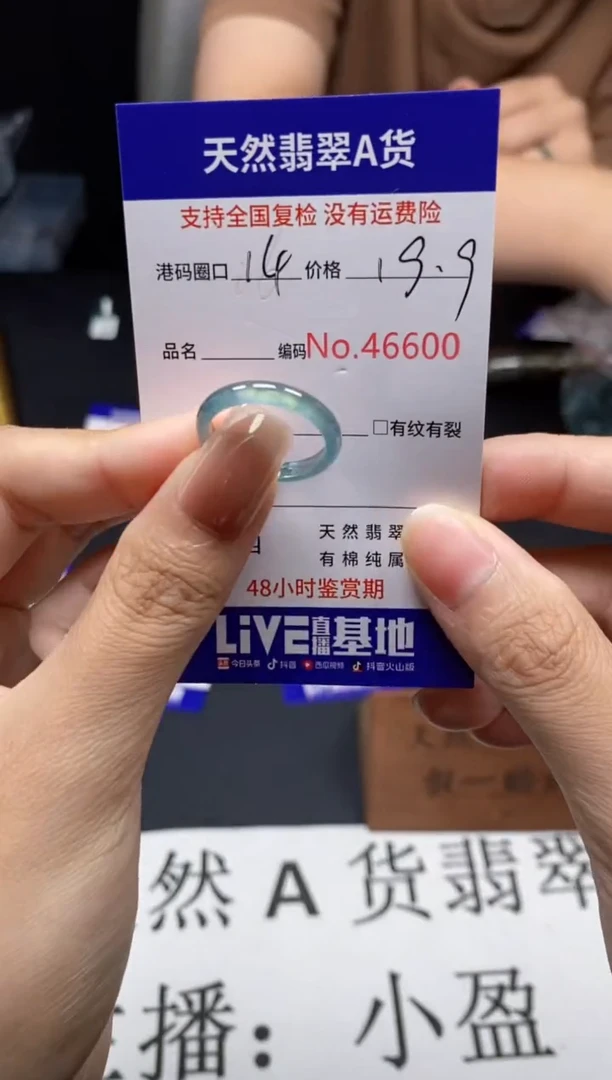 天然翡翠A货
支持全国复检 没有运费险
港码圈口 14 价格 19.9
品名 编码 No.46600
□有纹有裂
天然翡翠
有棉纯属
48小时鉴赏期
LIVE直播基地
今日头条 抖音 西瓜视频 抖音火山版
然A货翡翠
播：小盈